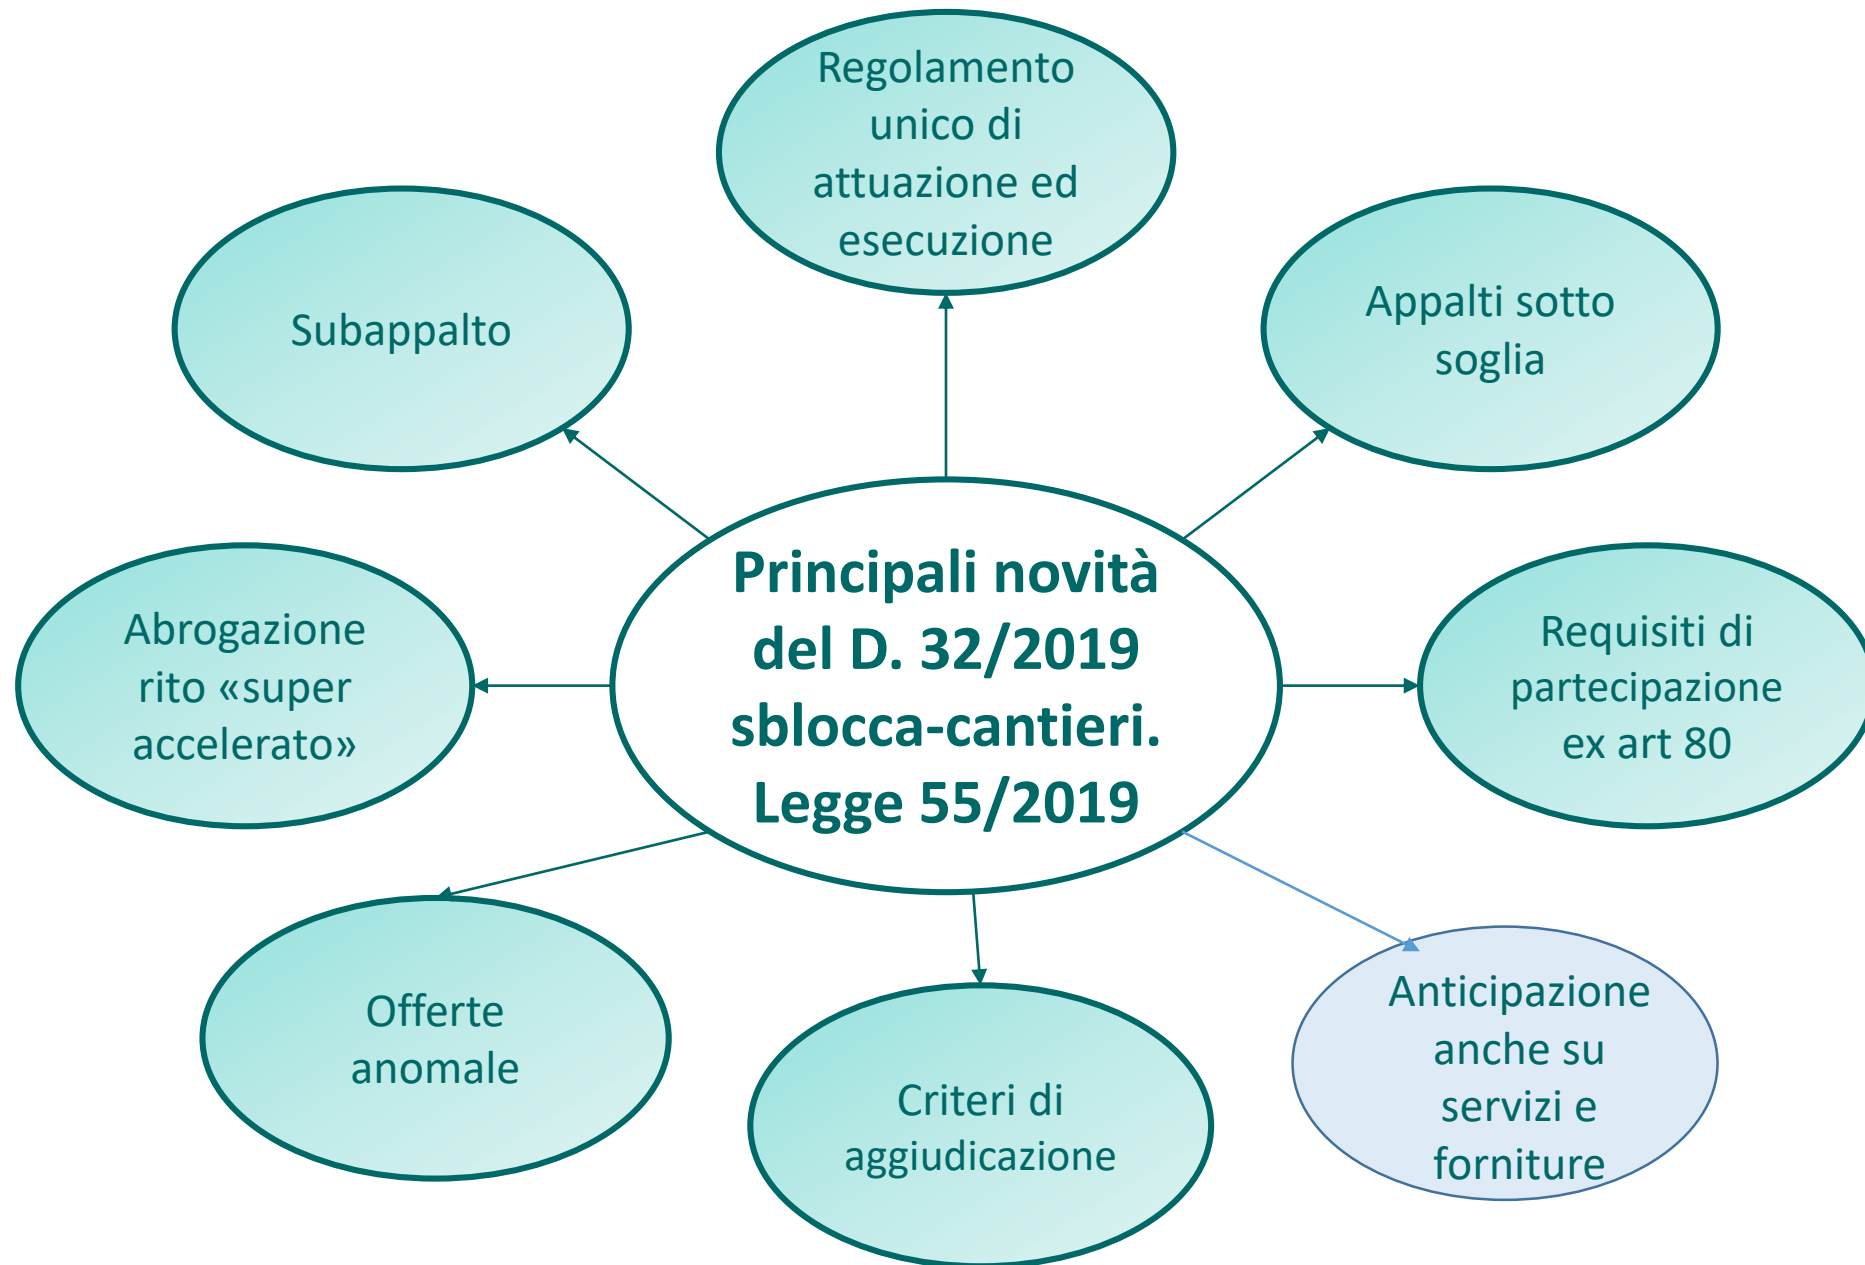 Regolamento
unico di
attuazione ed
esecuzione
Subappalto
Appalti sotto
soglia
Principali novità
del D. 32/2019
sblocca-cantieri.
Legge 55/2019
Abrogazione
rito «super
accelerato»
Requisiti di
partecipazione
ex art 80
Offerte
anomale
Criteri di
aggiudicazione
Anticipazione
anche su
servizi e
forniture